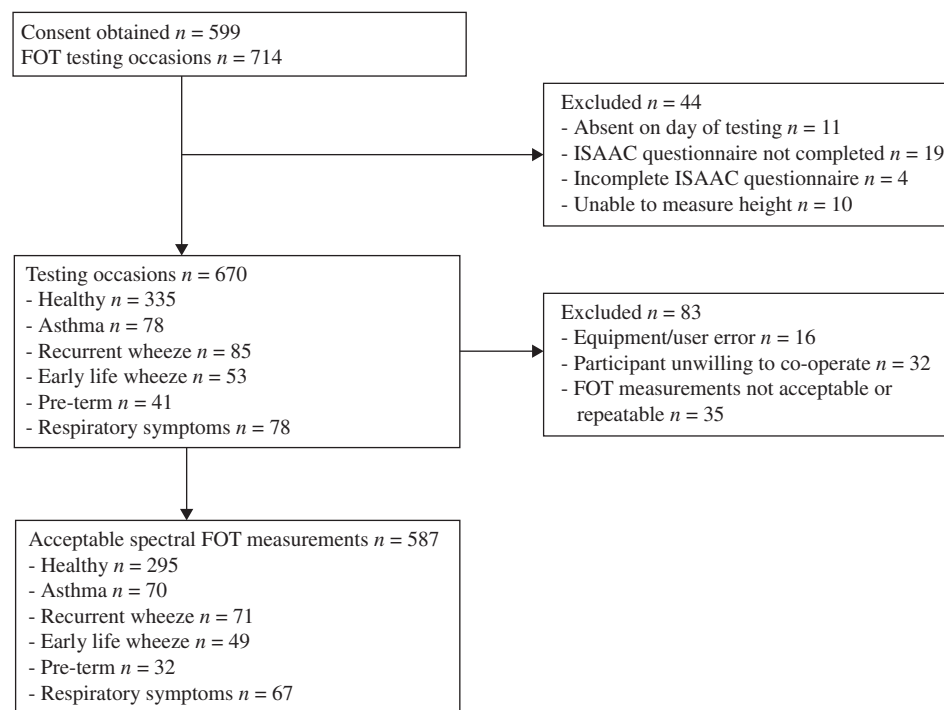 Consent obtained n = 599
FOT testing occasions n = 714
Excluded n = 44
- Absent on day of testing n = 11
- ISAAC questionnaire not completed n = 19
- Incomplete ISAAC questionnaire n = 4
- Unable to measure height n = 10
Testing occasions n = 670
- Healthy n = 335
- Asthma n = 78
- Recurrent wheeze n = 85
- Early life wheeze n = 53
- Pre-term n = 41
- Respiratory symptoms n = 78
Excluded n = 83
- Equipment/user error n = 16
- Participant unwilling to co-operate n = 32
- FOT measurements not acceptable or
repeatable n = 35
Acceptable spectral FOT measurements n = 587
- Healthy n = 295
- Asthma n = 70
- Recurrent wheeze n = 71
- Early life wheeze n = 49
- Pre-term n = 32
- Respiratory symptoms n = 67